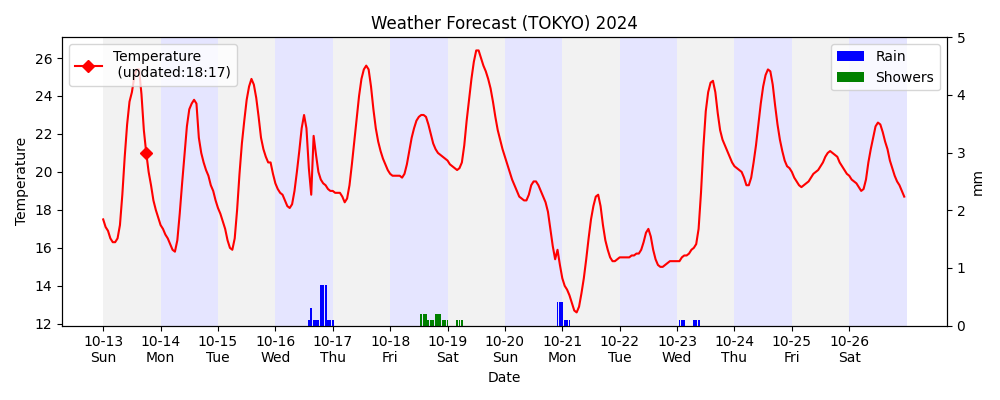 Weather Forecast (TOKYO) 2024
Temperature
(updated:18:17)
Rain
Showers
Temperature
26
24
22
20
18
16
14
12
5
4
3
2
1
0
mm
10-13 10-14 10-15 10-16 10-17 10-18 10-19 10-20 10-21 10-22 10-23 10-24 10-25 10-26
Sun Mon Tue Wed Thu Fri Sat Sun Mon Tue Wed Thu Fri Sat
Date